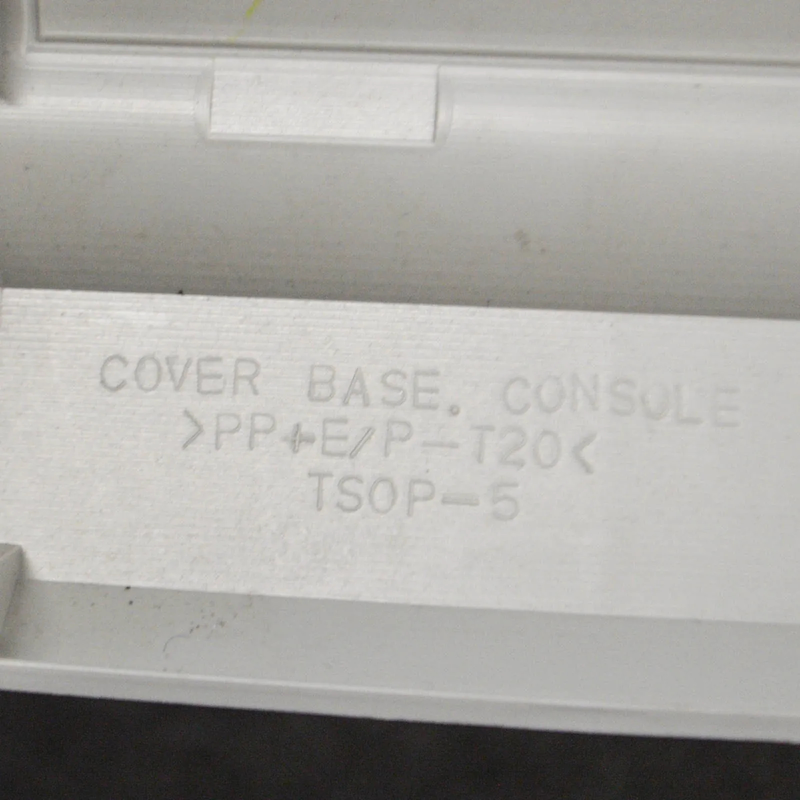 COVER BASE. CONSOLE
>PP+E/P-T20<
TSOP-5